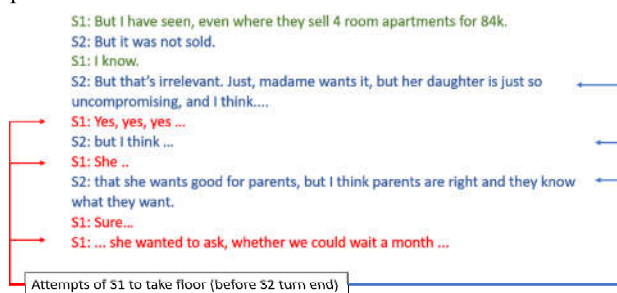 S1: But I have seen, even where they sell 4 room apartments for 84k.
S2: But it was not sold.
S1: I know.
S2: But that's irrelevant. Just, madame wants it, but her daughter is just so
uncompromising, and I think....
S1: Yes, yes, yes ...
S2: but I think ...
S1: She ..
S2: that she wants good for parents, but I think parents are right and they know
what they want.
S1: Sure...
S1: ... she wanted to ask, whether we could wait a month ...
Attempts of S1 to take floor (before S2 turn end)